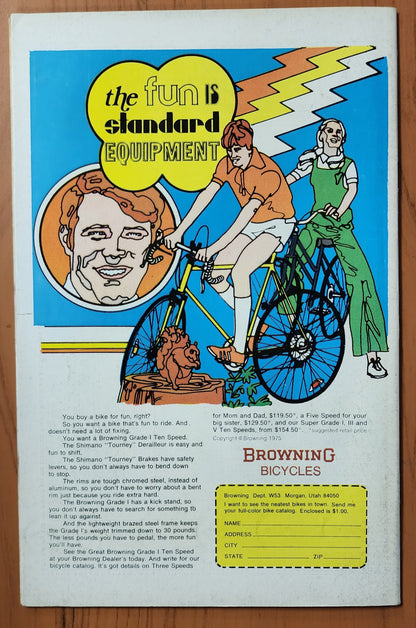 the fun IS
standard
EQUIPMENT
You buy a bike for fun, right?
So you want a bike that's fun to ride. And
doesn't need a lot of fixing.
You want a Browning Grade I Ten Speed.
The Shimano "Tourney" Derailleur is easy and
fun to shift.
The Shimano "Tourney" Brakes have safety
levers, so you don't always have to bend down
to stop.
The rims are tough chromed steel, instead of
aluminum, so you don't have to worry about a bent
rim just because you ride extra hard.
The Browning Grade I has a kick stand, so
you don't always have to search for something to
lean it up against.
And the lightweight brazed steel frame keeps
the Grade I's weight trimmed down to 30 pounds.
The less pounds you have to pedal, the more fun
you'll have.
See the Great Browning Grade I Ten Speed
at your Browning Dealer's today. And write for our
bicycle catalog. It's got details on Three Speeds
for Mom and Dad, $119.50*, a Five Speed for your
big sister, $129.50*, and our Super Grade I, III and
V Ten Speeds, from $154.50*. *suggested retail price
Copyright © Browning 1975
BROWNING
BICYCLES
Browning Dept. W53 Morgan, Utah 84050
I want to see the neatest bikes in town. Send me
your full-color bike catalog. Enclosed is $1.00.
NAME
ADDRESS
CITY
STATE ZIP